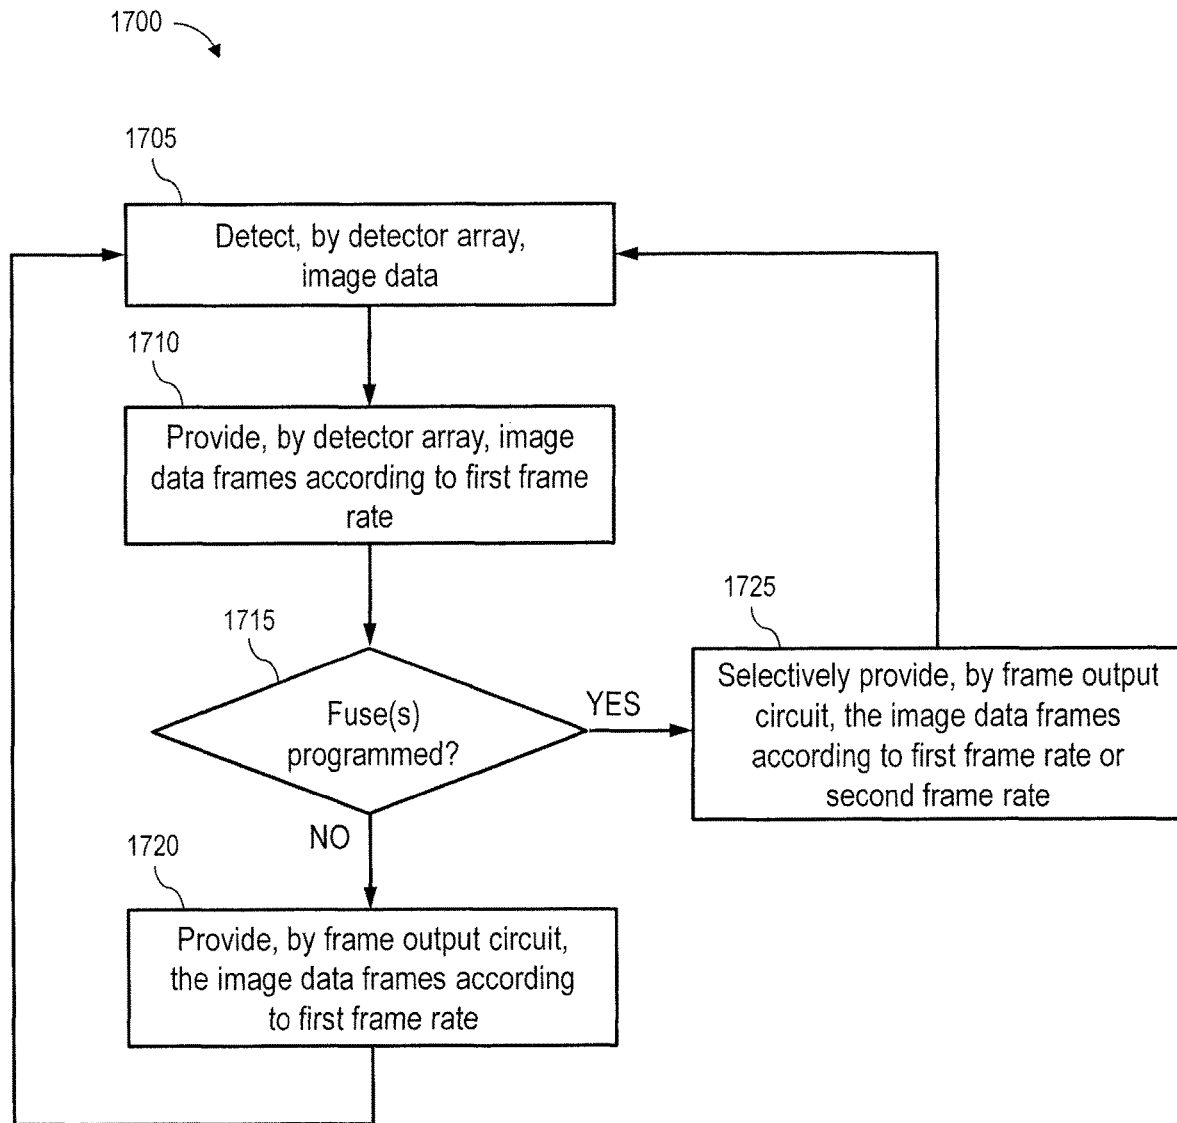 1700
1705
Detect, by detector array,
image data
1710
Provide, by detector array, image
data frames according to first frame
rate
1715
Fuse(s)
programmed?
YES
NO
1725
Selectively provide, by frame output
circuit, the image data frames
according to first frame rate or
second frame rate
1720
Provide, by frame output circuit,
the image data frames according
to first frame rate